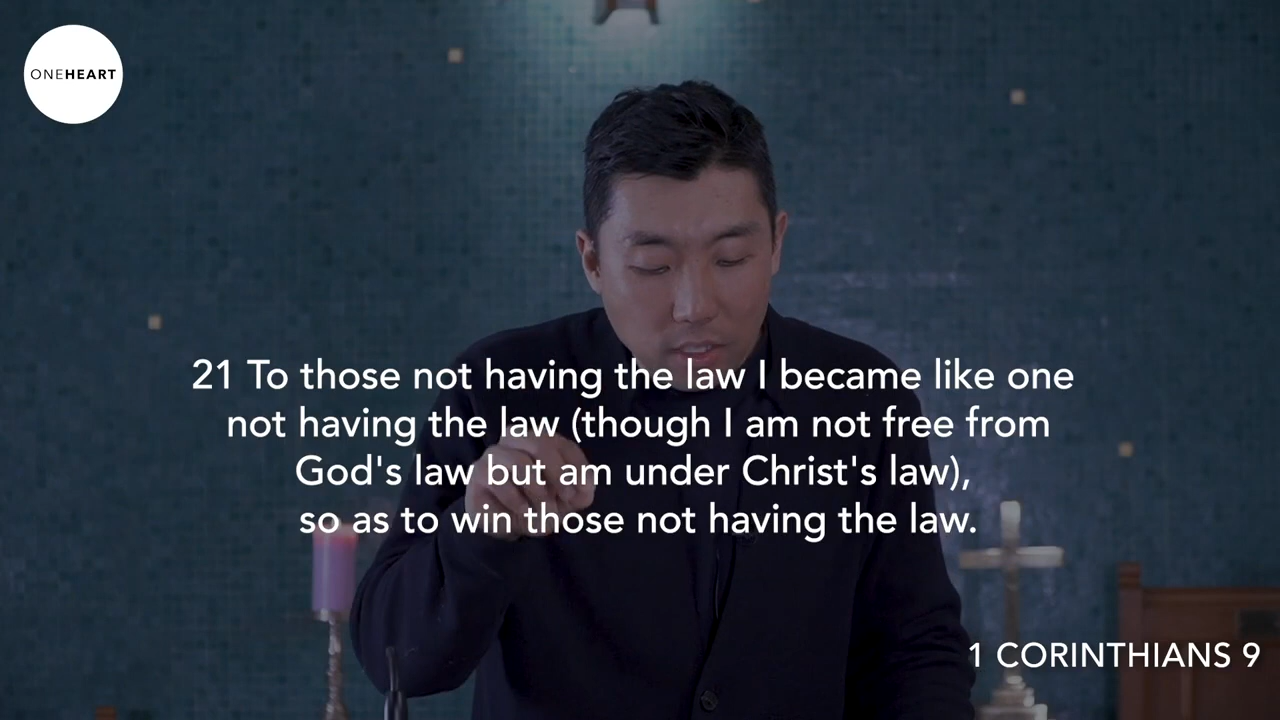 ONEHEART
21 To those not having the law I became like one
not having the law (though I am not free from
God's law but am under Christ's law),
so as to win those not having the law.
1 CORINTHIANS 9